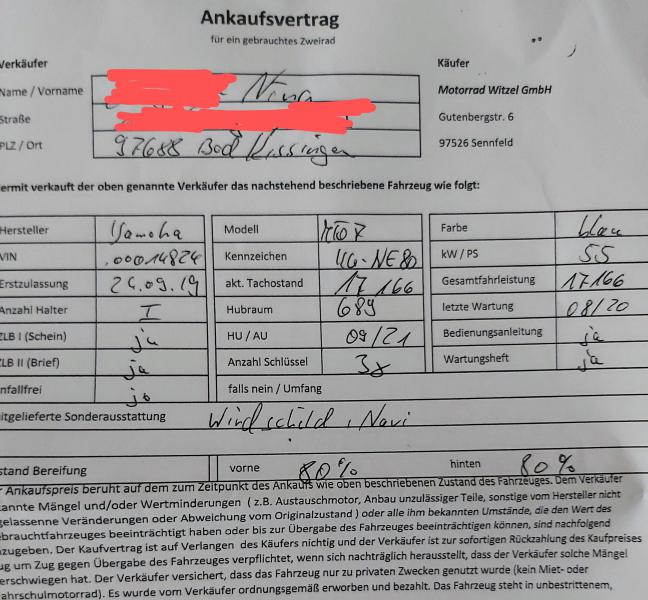 Ankaufsvertrag
für ein gebrauchtes Zweirad
Verkäufer
Käufer
Name / Vorname Nina
Motorrad Witzel GmbH
Straße
Gutenbergstr. 6
PLZ / Ort 97688 Bad Kissingen
97526 Sennfeld
ermit verkauft der oben genannte Verkäufer das nachstehend beschriebene Fahrzeug wie folgt:
Hersteller Yamaha Modell Farbe blau
VIN .00014824 Kennzeichen kW / PS 55
Erstzulassung 24.09.19 akt. Tachostand 17 166 Gesamtfahrleistung 17166
Anzahl Halter I Hubraum 689 letzte Wartung 08/20
ZLB I (Schein) ja HU / AU 09/21 Bedienungsanleitung ja
ZLB II (Brief) ja Anzahl Schlüssel 3x Wartungsheft ja
nfallfrei ja falls nein / Umfang
itgelieferte Sonderausstattung Windschild, Navi
stand Bereifung vorne 80% hinten 80%
r Ankaufspreis beruht auf dem zum Zeitpunkt des Ankaufs wie oben beschriebenen Zustand des Fahrzeuges. Dem Verkäufer
kannte Mängel und/oder Wertminderungen ( z.B. Austauschmotor, Anbau unzulässiger Teile, sonstige vom Hersteller nicht
gelassenne Veränderungen oder Abweichung vom Originalzustand ) oder alle ihm bekannten Umstände, die den Wert des
ebrauchtfahrzeuges beeinträchtigt haben oder bis zur Übergabe des Fahrzeuges beeinträchtigen können, sind nachfolgend
nzugeben. Der Kaufvertrag ist auf Verlangen des Käufers nichtig und der Verkäufer ist zur sofortigen Rückzahlung des Kaufpreises
ug um Zug gegen Übergabe des Fahrzeuges verpflichtet, wenn sich nachträglich herausstellt, dass der Verkäufer solche Mängel
erschwiegen hat. Der Verkäufer versichert, dass das Fahrzeug nur zu privaten Zwecken genutzt wurde (kein Miet- oder
ahrschulmotorrad). Es wurde vom Verkäufer ordnungsgemäß erworben und bezahlt. Das Fahrzeug steht in unbestrittenem,